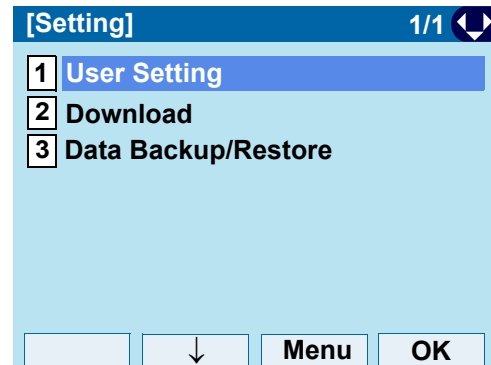 [Setting] 1/1
1 User Setting
2 Download
3 Data Backup/Restore
↓ Menu OK